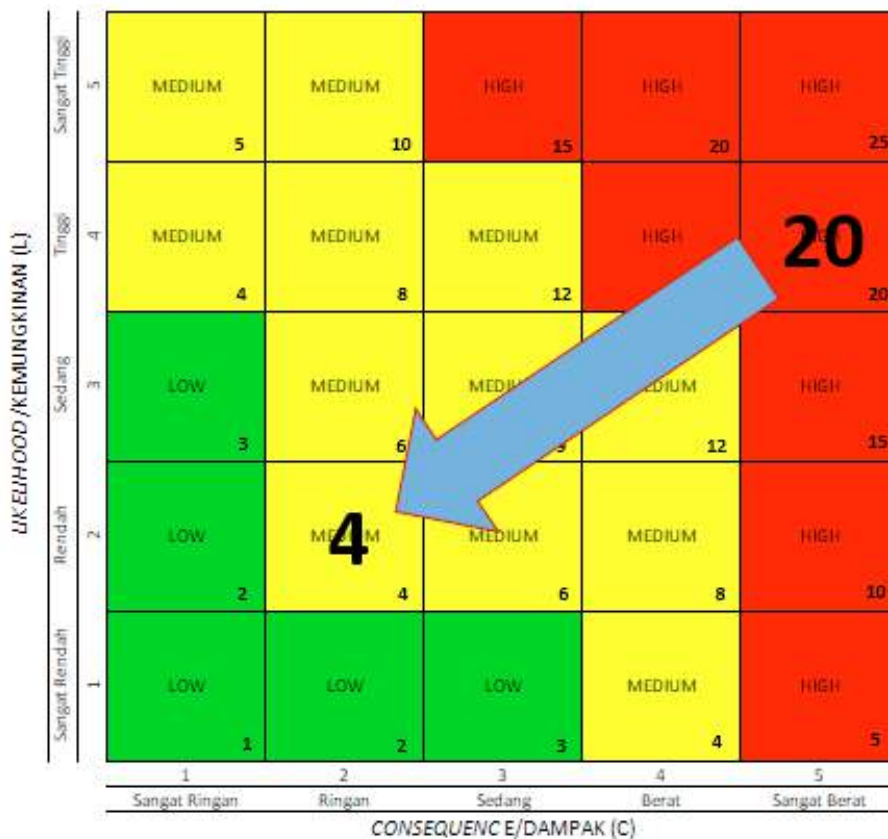 LIKELIHOOD /KEMUNGKINAN (L)
Sangat Tinggi
5
MEDIUM
5
MEDIUM
10
HIGH
15
HIGH
20
HIGH
25
Tinggi
4
MEDIUM
4
MEDIUM
8
MEDIUM
12
HIGH
20
20
Sedang
3
LOW
3
MEDIUM
6
12
HIGH
15
Rendah
2
LOW
2
MEDIUM
4
4
MEDIUM
6
MEDIUM
8
HIGH
10
Sangat Rendah
1
LOW
1
LOW
2
LOW
3
MEDIUM
4
HIGH
5
1
2
3
4
5
Sangat Ringan
Ringan
Sedang
Berat
Sangat Berat
CONSEQUENC E/DAMPAK (C)